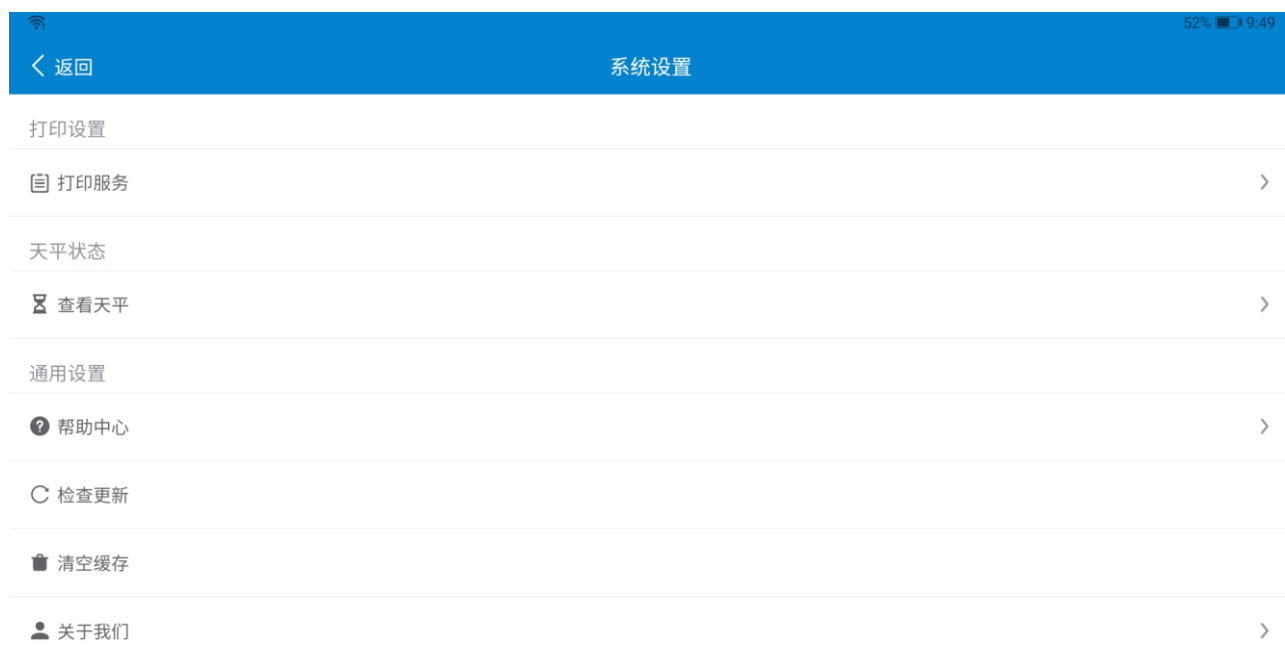 52% 9:49
返回 系统设置
打印设置
打印服务
天平状态
查看天平
通用设置
帮助中心
检查更新
清空缓存
关于我们